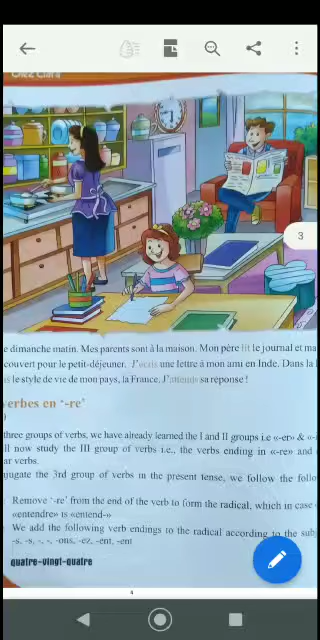 Chez Clara
3
e dimanche matin. Mes parents sont à la maison. Mon père lit le journal et ma
couvert pour le petit-déjeuner. J'écris une lettre à mon ami en Inde. Dans la
is le style de vie de mon pays, la France. J'attends sa réponse !
erbes en '-re'
three groups of verbs, we have already learned the I and II groups i.e «-er» & «-i
ll now study the III group of verbs i.e., the verbs ending in «-re» and
ar verbs.
njugate the 3rd group of verbs in the present tense, we follow the follo
Remove '-re' from the end of the verb to form the radical, which in case
«entendre» is «entend-»
We add the following verb endings to the radical according to the subj
-s, -s, -, -ons, -ez, -ent, -ent
quatre-vingt-quatre